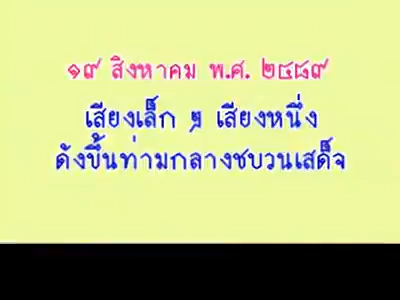 ๑๙ สิงหาคม พ.ศ. ๒๔๘๙
เสียงเล็ก ๆ เสียงหนึ่ง
ดังขึ้นท่ามกลางขบวนเสด็จ